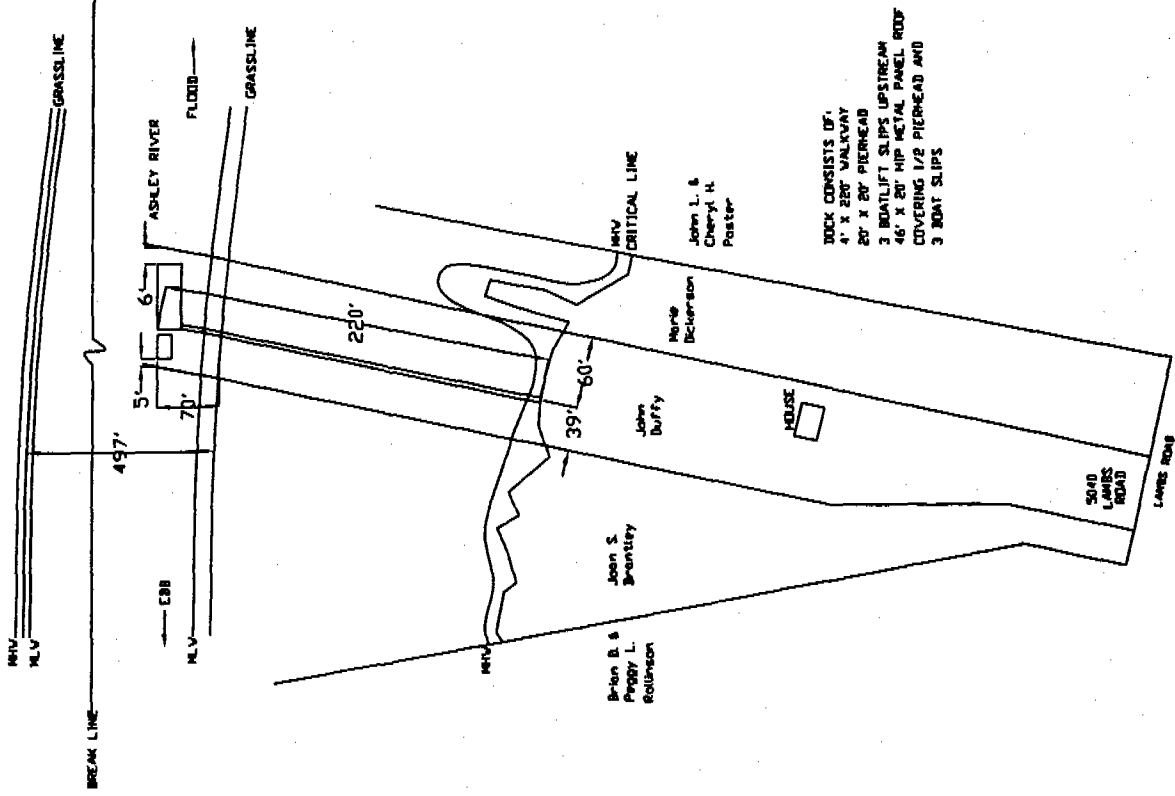 MHW
MLW
GRASSLINE
BREAK LINE
497'
EBB
MLW
5'
6'
70'
ASHLEY RIVER
FLOOD
GRASSLINE
220'
MHW
MHW
CRITICAL LINE
39'
60'
Brian B. &
Peggy L.
Rollinson
Joan S.
Brantley
John
Duffy
Marie
Dickerson
John L. &
Cheryl H.
Paster
HOUSE
DOCK CONSISTS OF:
4' X 220' WALKWAY
20' X 20' PIERHEAD
3 BOATLIFT SLIPS UPSTREAM
46' X 20' HIP METAL PANEL ROOF
COVERING 1/2 PIERHEAD AND
3 BOAT SLIPS
5040
LAMBS
ROAD
LAMBS ROAD